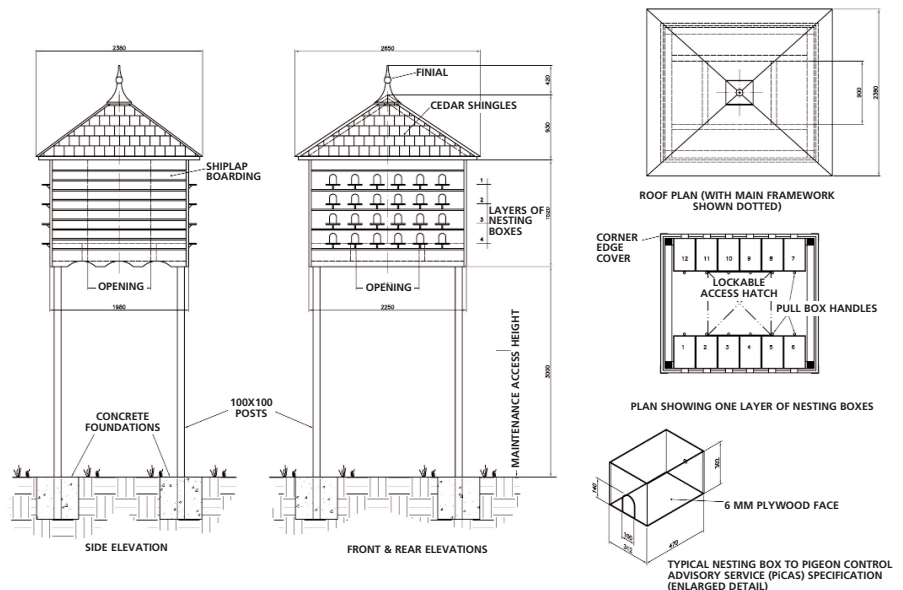 2380
SHIPLAP
BOARDING
OPENING
1980
CONCRETE
FOUNDATIONS
100X100
POSTS
SIDE ELEVATION
2650
FINIAL
CEDAR SHINGLES
420
930
1
2
3
4
LAYERS OF
NESTING
BOXES
OPENING
2250
MAINTENANCE ACCESS HEIGHT
3000
FRONT & REAR ELEVATIONS
900
2380
ROOF PLAN (WITH MAIN FRAMEWORK
SHOWN DOTTED)
CORNER
EDGE
COVER
12 11 10 9 8 7
LOCKABLE
ACCESS HATCH
PULL BOX HANDLES
1 2 3 4 5 6
PLAN SHOWING ONE LAYER OF NESTING BOXES
140
100
312
470
6 MM PLYWOOD FACE
TYPICAL NESTING BOX TO PIGEON CONTROL
ADVISORY SERVICE (PiCAS) SPECIFICATION
(ENLARGED DETAIL)